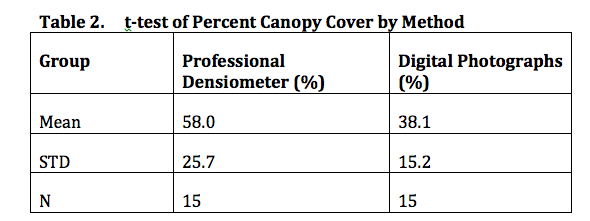 Table 2. t-test of Percent Canopy Cover by Method
Group Professional Densiometer (%) Digital Photographs (%)
Mean 58.0 38.1
STD 25.7 15.2
N 15 15